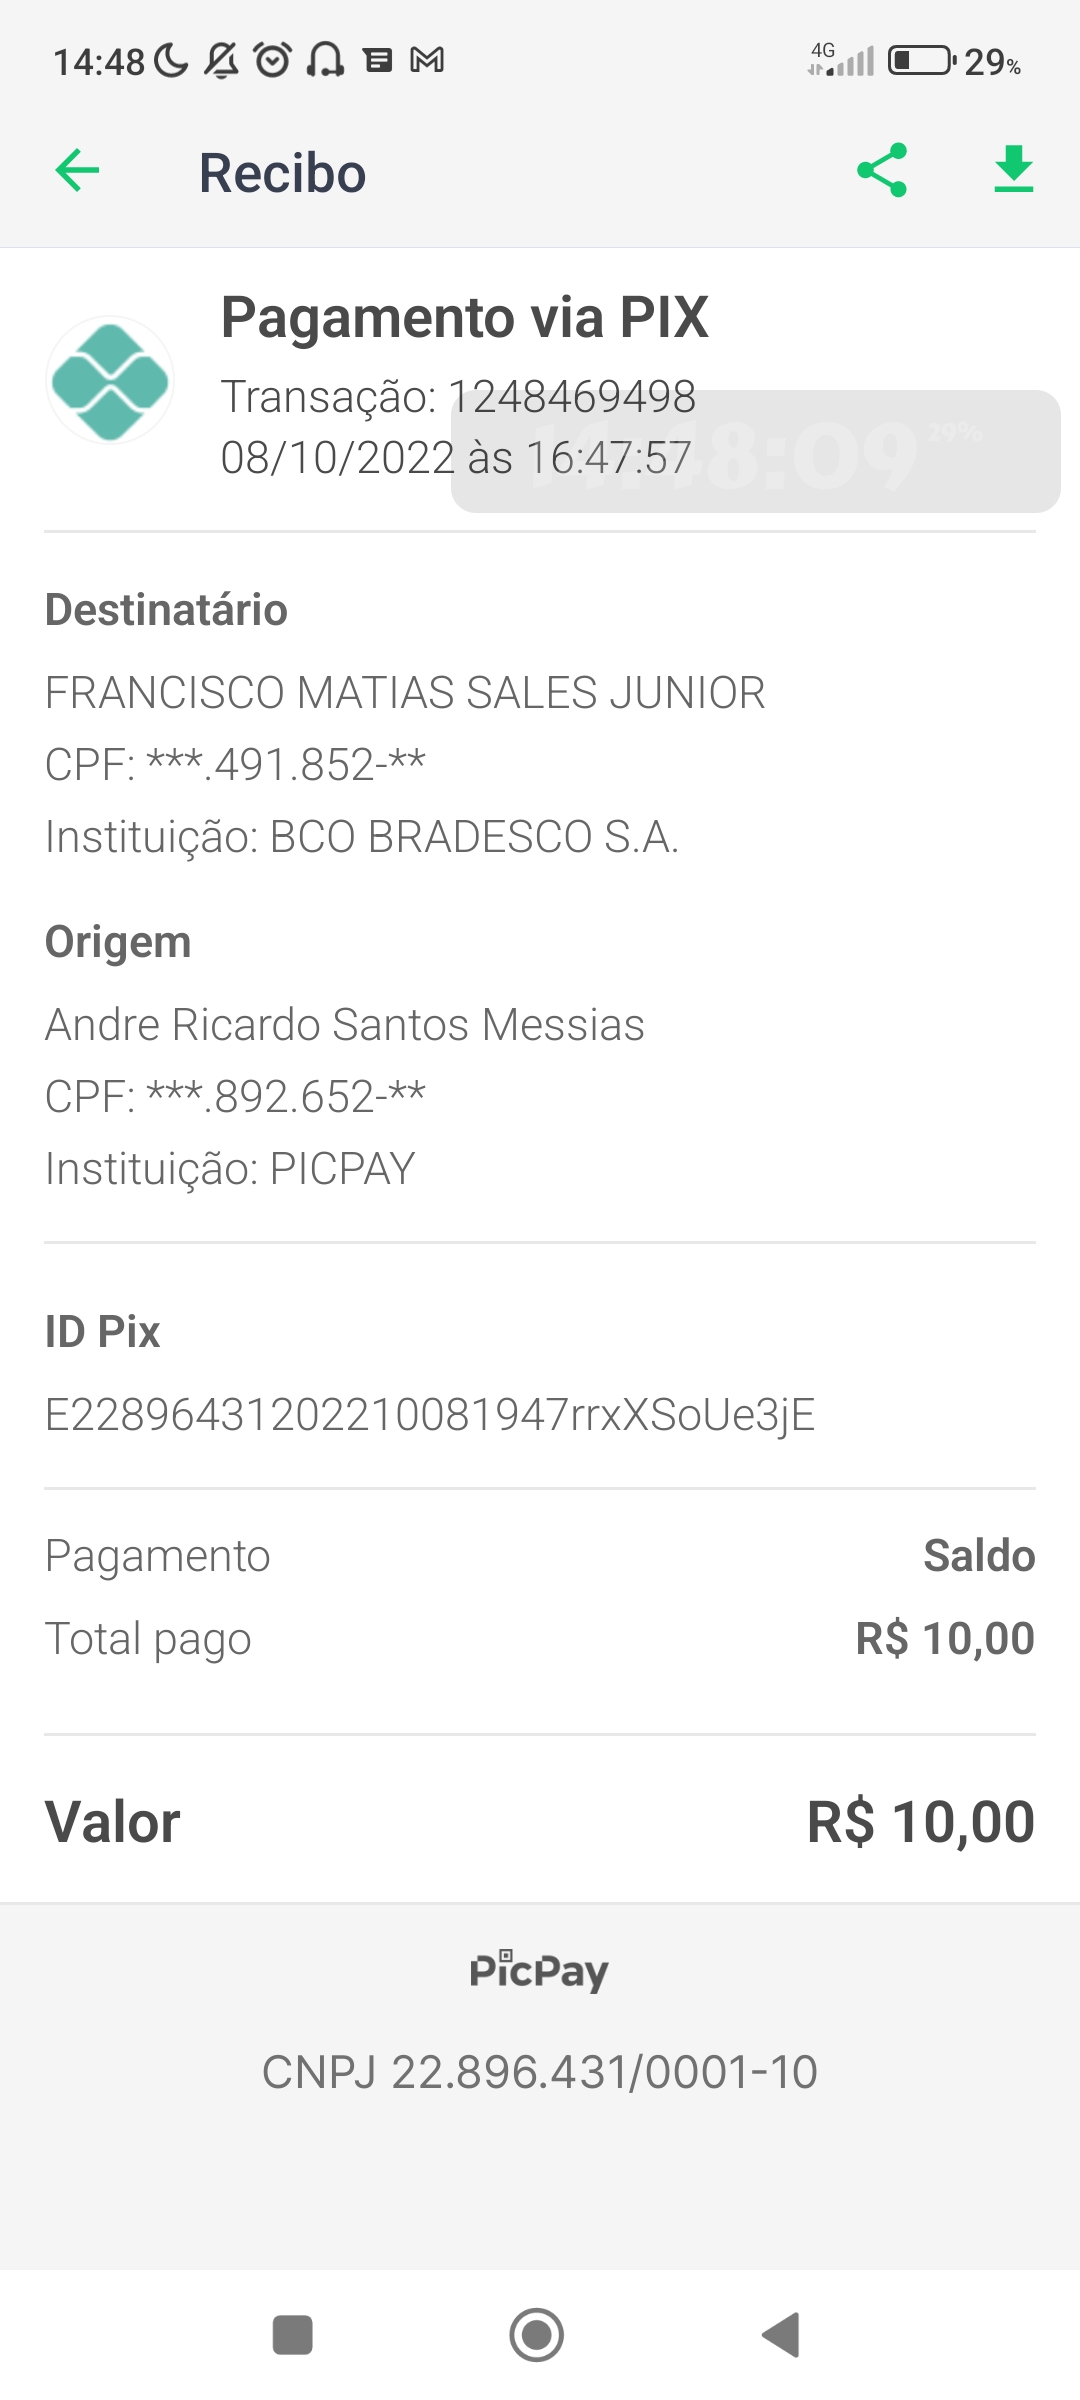 14:48
4G
29%
Recibo
Pagamento via PIX
Transação: 1248469498
08/10/2022 às 16:47:57
14:48:09 29%
Destinatário
FRANCISCO MATIAS SALES JUNIOR
CPF: ***.491.852-**
Instituição: BCO BRADESCO S.A.
Origem
Andre Ricardo Santos Messias
CPF: ***.892.652-**
Instituição: PICPAY
ID Pix
E22896431202210081947rrxXSoUe3jE
Pagamento Saldo
Total pago R$ 10,00
Valor R$ 10,00
PicPay
CNPJ 22.896.431/0001-10